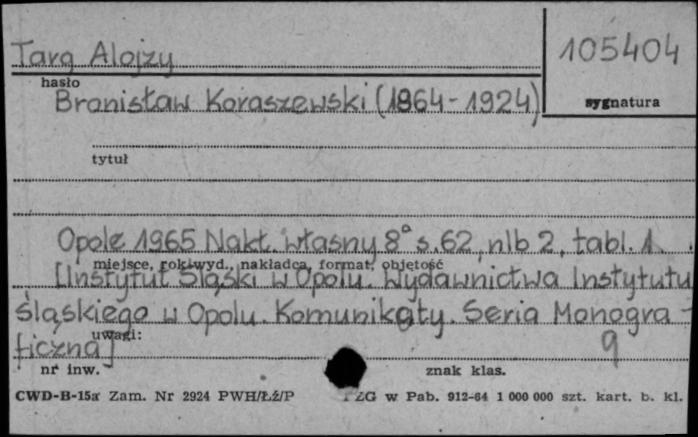 Targ Alojzy
105404
hasło
Bronisław Koraszewski (1864-1924)
sygnatura
tytuł
Opole 1965 Nakł. własny 8° s. 62, nlb 2, tabl. 1.
miejsce, rok wyd., nakładca, format, objętość
[Instytut Śląski w Opolu. Wydawnictwa Instytutu
Śląskiego w Opolu. Komunikaty. Seria Monogra-
uwagi:
ficzna]
9
nr inw.
znak klas.
CWD-B-15a Zam. Nr 2924 PWH/Łź/P
PZG w Pab. 912-64 1 000 000 szt. kart. b. kl.